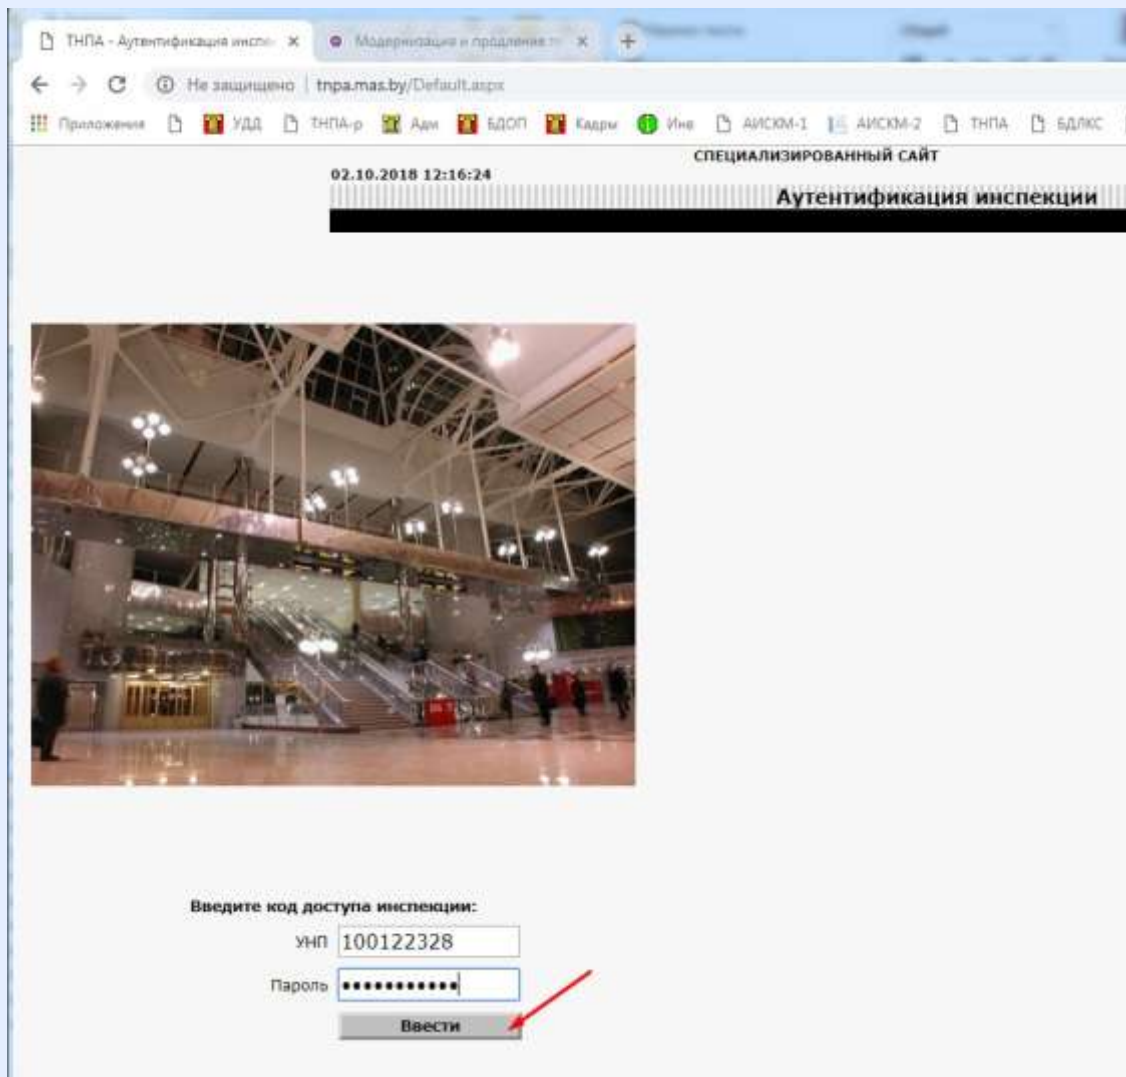 ТНПА - Аутентификация инспе
Модернизация и продление
Не защищено | tnpa.mas.by/Default.aspx
Приложения УДД ТНПА-р Адм БДОП Кадры Инв АИСКМ-1 АИСКМ-2 ТНПА БДЛКС
СПЕЦИАЛИЗИРОВАННЫЙ САЙТ
02.10.2018 12:16:24
Аутентификация инспекции
Введите код доступа инспекции:
УНП 100122328
Пароль •••••••••••
Ввести